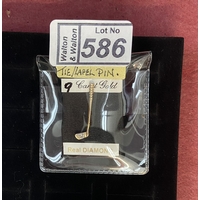 Walton & Walton
Lot No
586
TIE/LAPEL PIN.
9 Carat Gold
Real DIAMOND